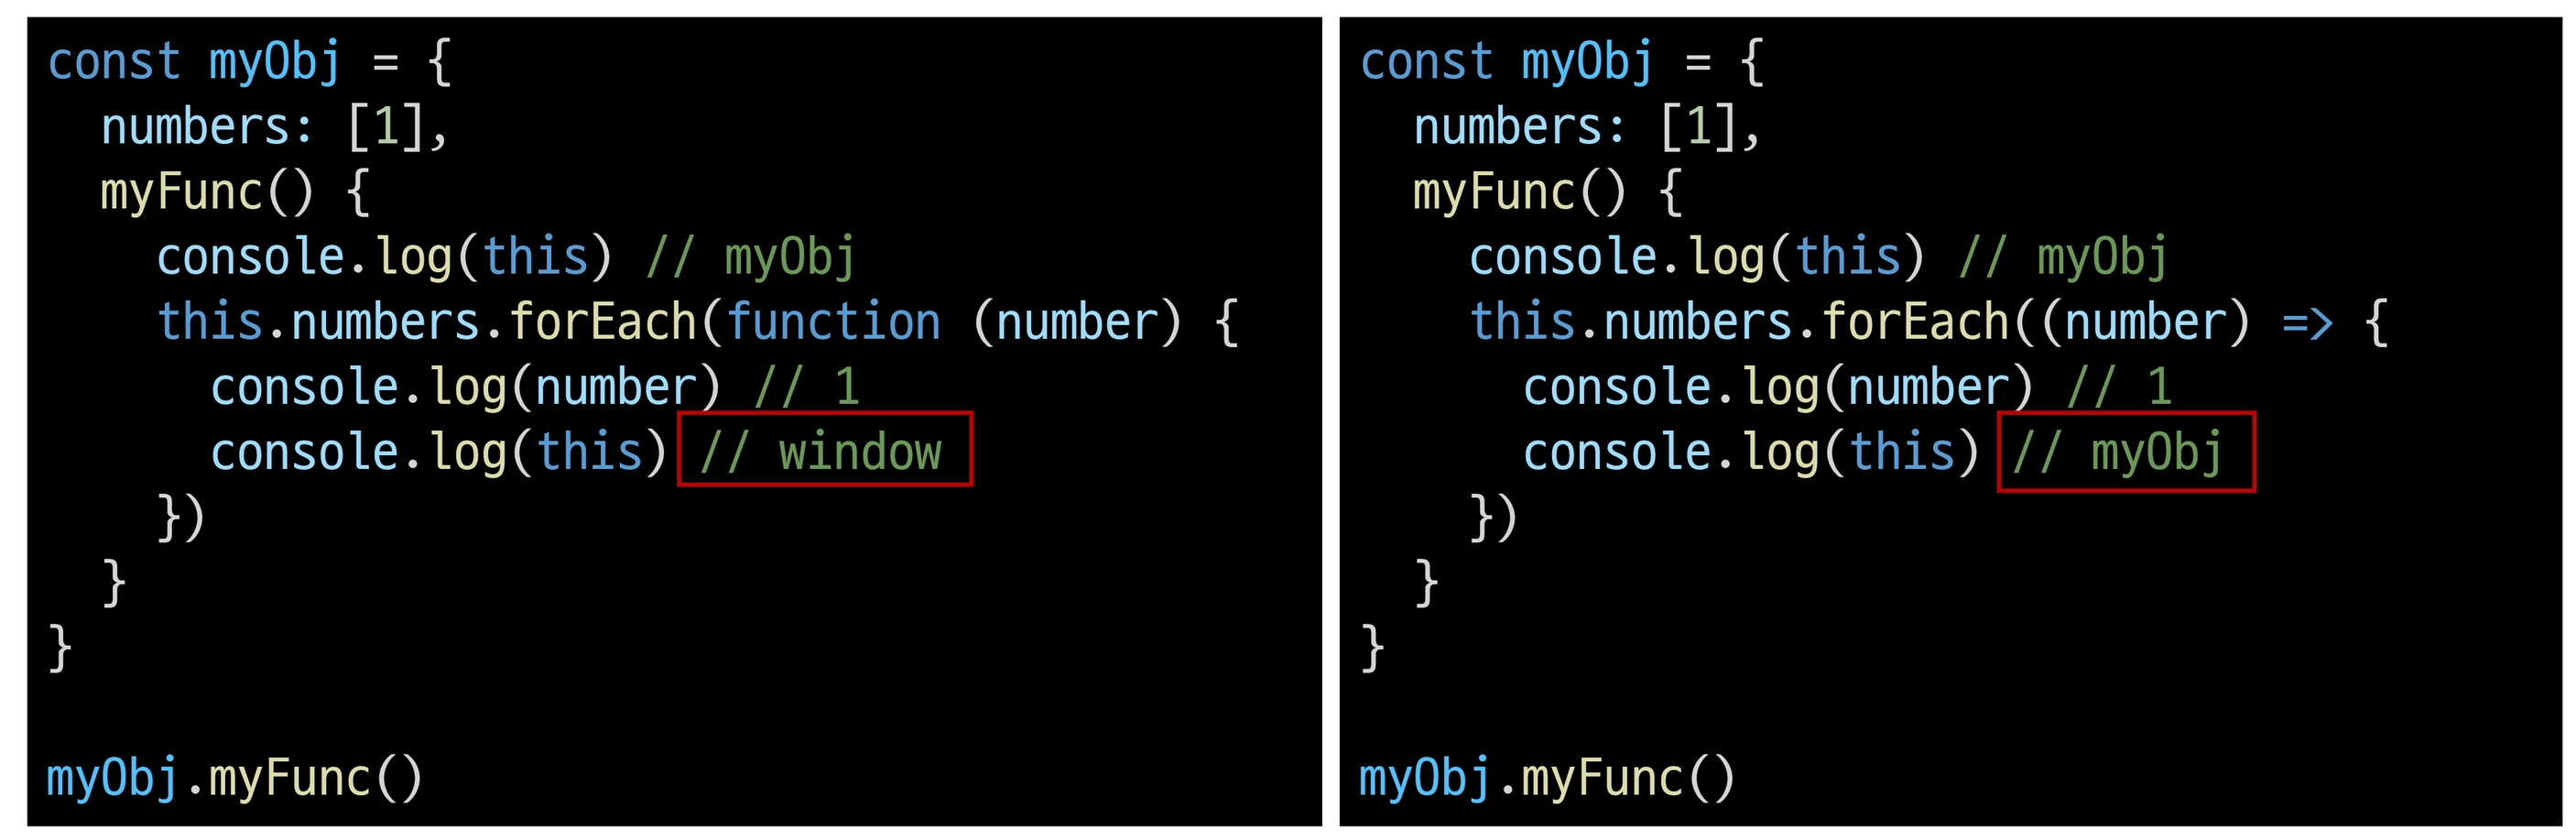 const myObj = {
  numbers: [1],
  myFunc() {
    console.log(this) // myObj
    this.numbers.forEach(function (number) {
      console.log(number) // 1
      console.log(this) // window
    })
  }
}
myObj.myFunc()
const myObj = {
  numbers: [1],
  myFunc() {
    console.log(this) // myObj
    this.numbers.forEach((number) => {
      console.log(number) // 1
      console.log(this) // myObj
    })
  }
}
myObj.myFunc()